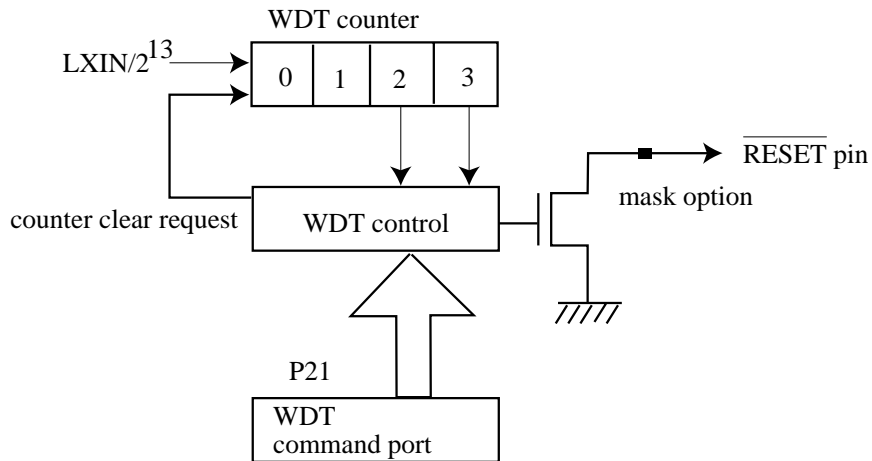 WDT counter
LXIN/2^13
0 1 2 3
RESET pin
mask option
counter clear request
WDT control
P21
WDT
command port